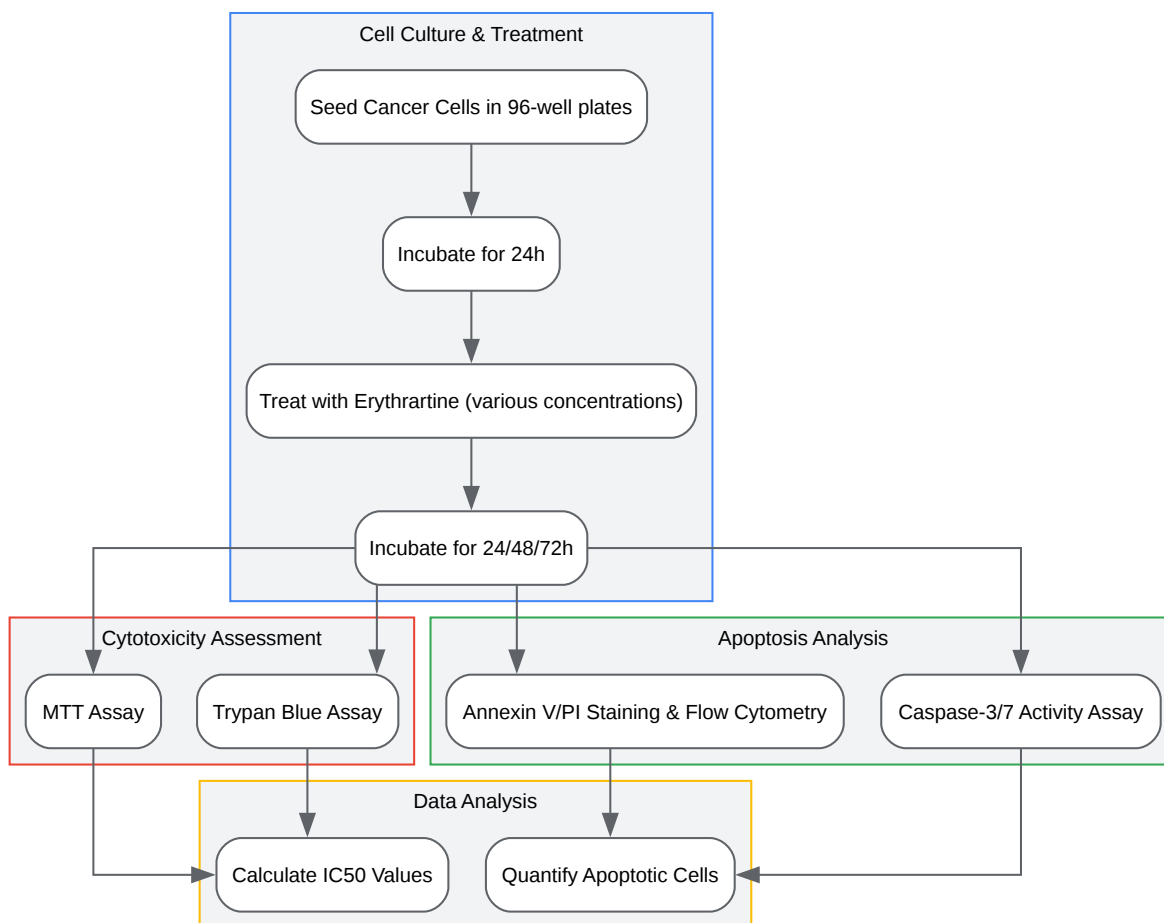 Cell Culture & Treatment
Seed Cancer Cells in 96-well plates
Incubate for 24h
Treat with Erythrartine (various concentrations)
Incubate for 24/48/72h
Cytotoxicity Assessment
MTT Assay
Trypan Blue Assay
Apoptosis Analysis
Annexin V/PI Staining & Flow Cytometry
Caspase-3/7 Activity Assay
Data Analysis
Calculate IC50 Values
Quantify Apoptotic Cells